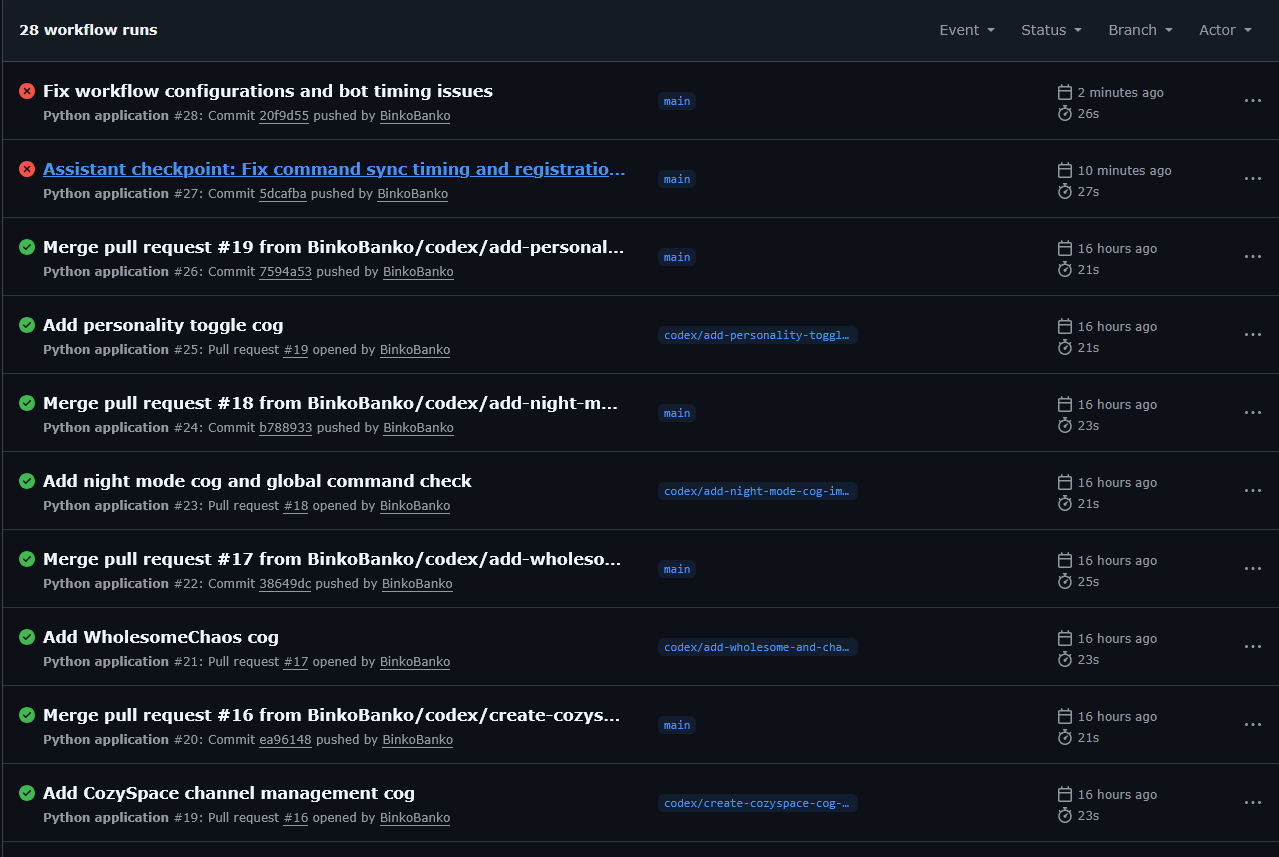 28 workflow runs
Event Status Branch Actor
Fix workflow configurations and bot timing issues
Python application #28: Commit 20f9d55 pushed by BinkoBanko
main
2 minutes ago
26s
Assistant checkpoint: Fix command sync timing and registratio...
Python application #27: Commit 5dcafba pushed by BinkoBanko
main
10 minutes ago
27s
Merge pull request #19 from BinkoBanko/codex/add-personal...
Python application #26: Commit 7594a53 pushed by BinkoBanko
main
16 hours ago
21s
Add personality toggle cog
Python application #25: Pull request #19 opened by BinkoBanko
codex/add-personality-toggl...
16 hours ago
21s
Merge pull request #18 from BinkoBanko/codex/add-night-m...
Python application #24: Commit b788933 pushed by BinkoBanko
main
16 hours ago
23s
Add night mode cog and global command check
Python application #23: Pull request #18 opened by BinkoBanko
codex/add-night-mode-cog-im...
16 hours ago
21s
Merge pull request #17 from BinkoBanko/codex/add-wholeso...
Python application #22: Commit 38649dc pushed by BinkoBanko
main
16 hours ago
25s
Add WholesomeChaos cog
Python application #21: Pull request #17 opened by BinkoBanko
codex/add-wholesome-and-cha...
16 hours ago
23s
Merge pull request #16 from BinkoBanko/codex/create-cozys...
Python application #20: Commit ea96148 pushed by BinkoBanko
main
16 hours ago
21s
Add CozySpace channel management cog
Python application #19: Pull request #16 opened by BinkoBanko
codex/create-cozyspace-cog-...
16 hours ago
23s